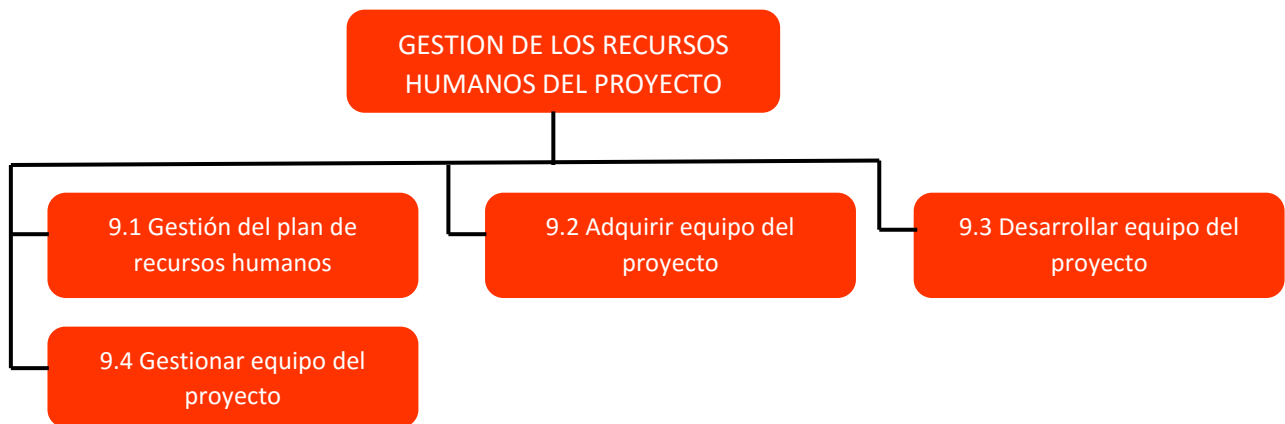 GESTION DE LOS RECURSOS
HUMANOS DEL PROYECTO
9.1 Gestión del plan de
recursos humanos
9.2 Adquirir equipo del
proyecto
9.3 Desarrollar equipo del
proyecto
9.4 Gestionar equipo del
proyecto